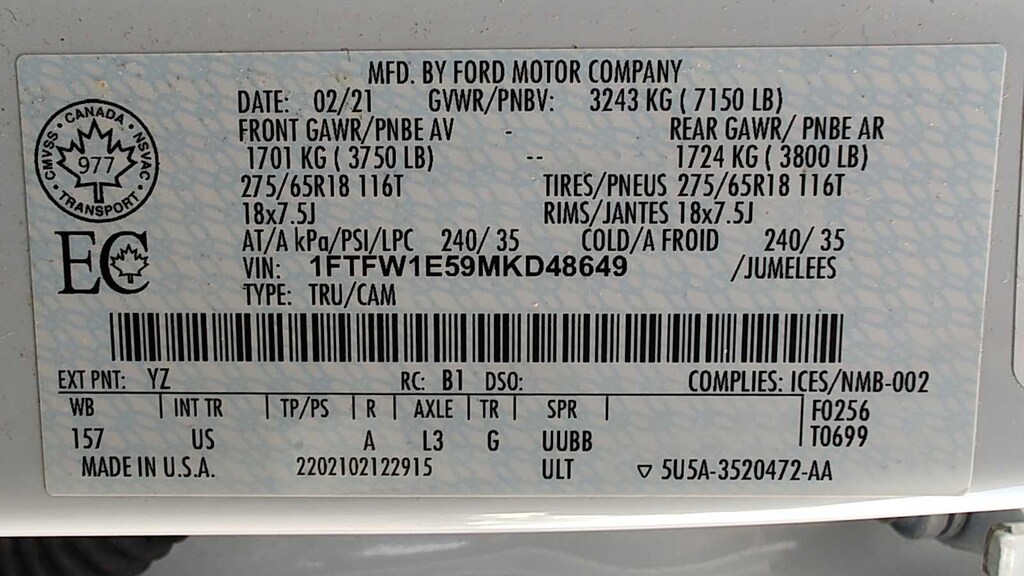 MFD. BY FORD MOTOR COMPANY
DATE: 02/21 GVWR/PNBV: 3243 KG ( 7150 LB)
FRONT GAWR/PNBE AV - REAR GAWR/ PNBE AR
1701 KG ( 3750 LB) -- 1724 KG ( 3800 LB)
275/65R18 116T TIRES/PNEUS 275/65R18 116T
18x7.5J RIMS/JANTES 18x7.5J
AT/A kPa/PSI/LPC 240/ 35 COLD/A FROID 240/ 35
VIN: 1FTFW1E59MKD48649 /JUMELEES
TYPE: TRU/CAM
CANADA
CMVSS NSVAC
977
TRANSPORT
EC
EXT PNT: YZ RC: B1 DSO: COMPLIES: ICES/NMB-002
WB | INT TR | TP/PS | R | AXLE | TR | SPR | F0256
157 US A L3 G UUBB T0699
MADE IN U.S.A. 2202102122915 ULT ▽ 5U5A-3520472-AA